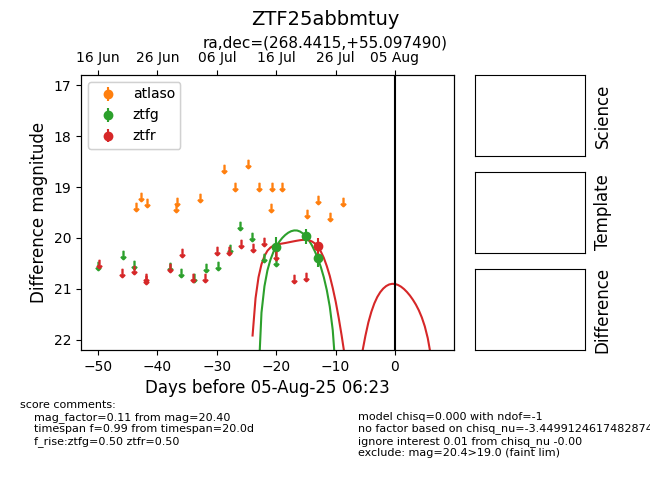 ZTF25abbmtuy
ra,dec=(268.4415,+55.097490)
16 Jun 26 Jun 06 Jul 16 Jul 26 Jul 05 Aug
17
18
19
20
21
22
Difference magnitude
atlaso
ztfg
ztfr
−50 −40 −30 −20 −10 0
Days before 05-Aug-25 06:23
Science
Template
Difference
score comments:
mag_factor=0.11 from mag=20.40
timespan f=0.99 from timespan=20.0d
f_rise:ztfg=0.50 ztfr=0.50
model chisq=0.000 with ndof=-1
no factor based on chisq_nu=-3.4499124617482874
ignore interest 0.01 from chisq_nu -0.00
exclude: mag=20.4>19.0 (faint lim)